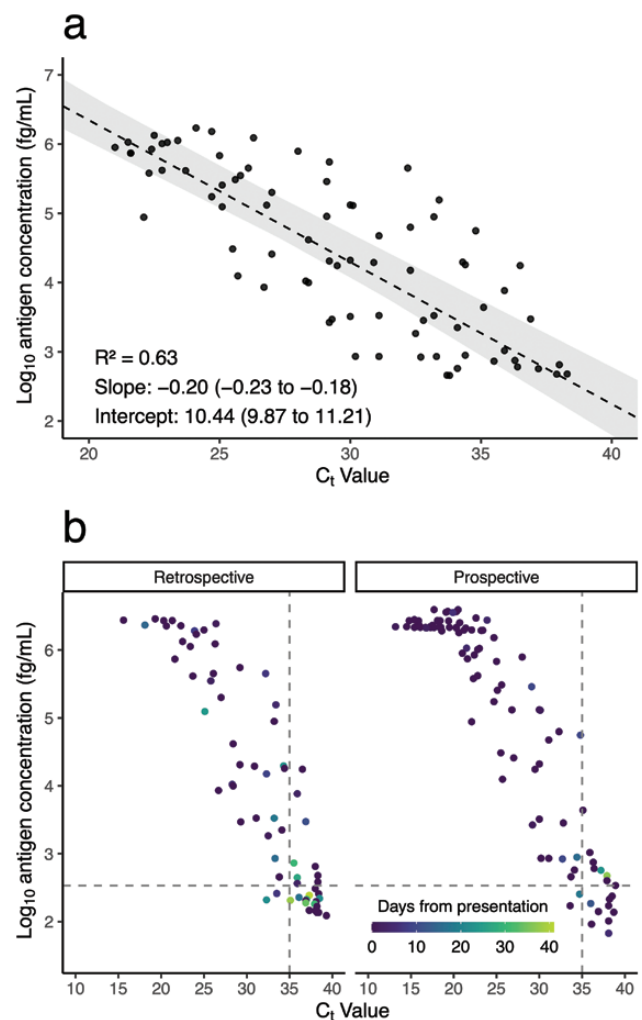 a
Log₁₀ antigen concentration (fg/mL)
7
6
5
4
3
2
R² = 0.63
Slope: −0.20 (−0.23 to −0.18)
Intercept: 10.44 (9.87 to 11.21)
20 25 30 35 40
Cₜ Value
b
Retrospective Prospective
Log₁₀ antigen concentration (fg/mL)
6
5
4
3
2
Days from presentation
0 10 20 30 40
10 15 20 25 30 35 40 10 15 20 25 30 35 40
Cₜ Value Cₜ Value